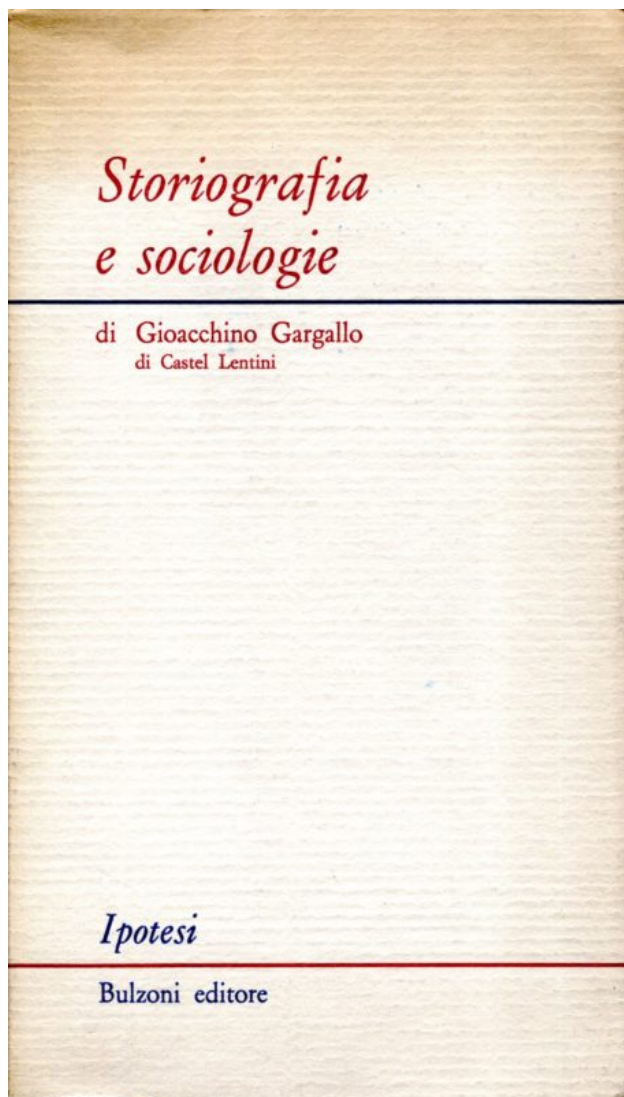 Storiografia
e sociologie
di Gioacchino Gargallo
di Castel Lentini
Ipotesi
Bulzoni editore